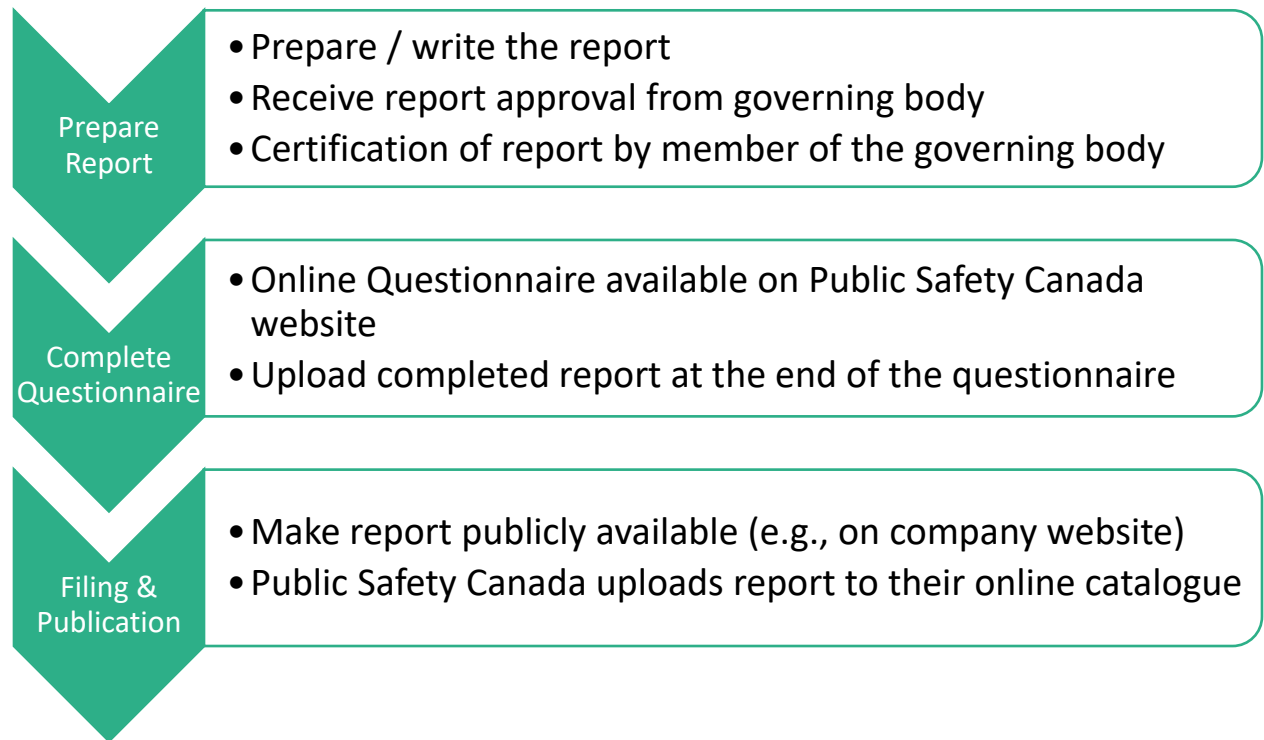 Prepare
Report
• Prepare / write the report
• Receive report approval from governing body
• Certification of report by member of the governing body
Complete
Questionnaire
• Online Questionnaire available on Public Safety Canada
website
• Upload completed report at the end of the questionnaire
Filing &
Publication
• Make report publicly available (e.g., on company website)
• Public Safety Canada uploads report to their online catalogue